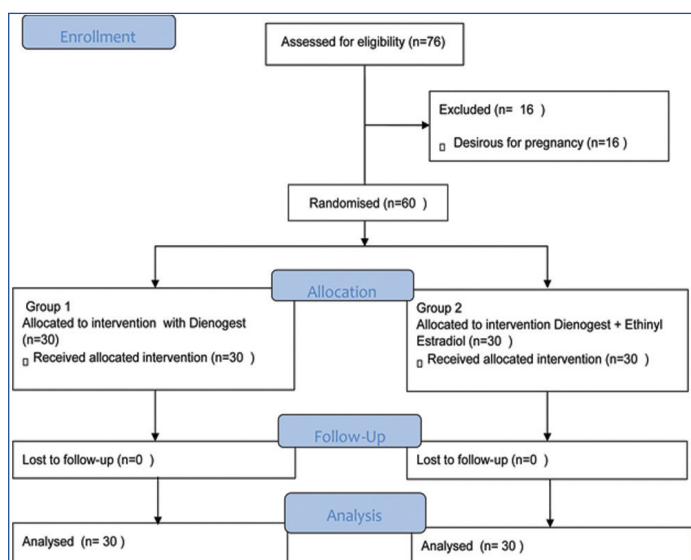 Enrollment
Assessed for eligibility (n=76)
Excluded (n= 16 )
▯ Desirous for pregnancy (n=16 )
Randomised (n=60 )
Allocation
Group 1
Allocated to intervention with Dienogest
(n=30)
▯ Received allocated intervention (n=30 )
Group 2
Allocated to intervention Dienogest + Ethinyl
Estradiol (n=30 )
▯ Received allocated intervention (n=30 )
Follow-Up
Lost to follow-up (n=0 )
Lost to follow-up (n=0 )
Analysis
Analysed (n= 30 )
Analysed (n= 30 )